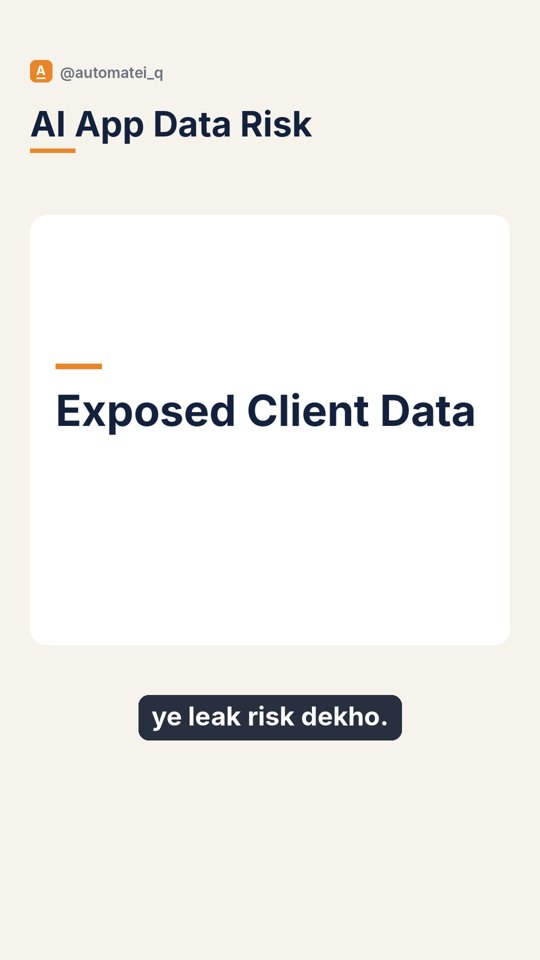 A @automatei_q
AI App Data Risk
Exposed Client Data
ye leak risk dekho.